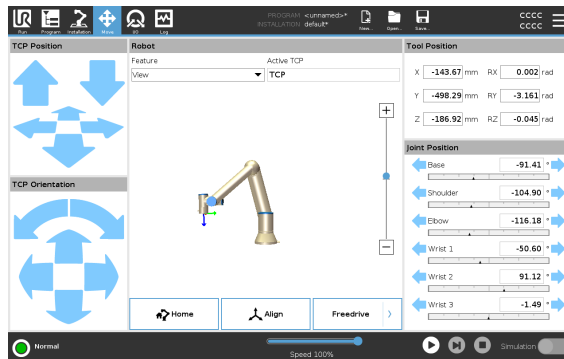 UR
PROGRAM <unnamed>*
INSTALLATION default*
CCCC
CCCC
Run Program Installation Move I/O Log New... Open... Save...
TCP Position
Robot
Feature
Active TCP
View
TCP
+
−
TCP Orientation
Home
Align
Freedrive
Tool Position
X -143.67 mm RX 0.002 rad
Y -498.29 mm RY -3.161 rad
Z -186.92 mm RZ -0.045 rad
Joint Position
Base -91.41 °
Shoulder -104.90 °
Elbow -116.18 °
Wrist 1 -50.60 °
Wrist 2 91.12 °
Wrist 3 -1.49 °
Normal
Speed 100%
Simulation